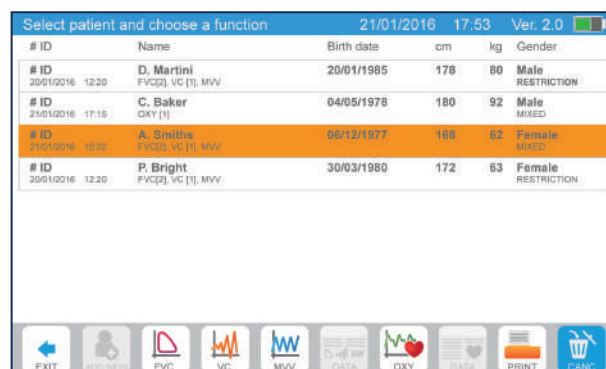 Select patient and choose a function 21/01/2016 17:53 Ver. 2.0
# ID Name Birth date cm kg Gender
# ID D. Martini 20/01/1985 178 80 Male
20/01/2016 12:20 FVC[2], VC [1], MVV RESTRICTION
# ID C. Baker 04/05/1978 180 92 Male
21/01/2016 17:15 OXY [1] MIXED
# ID A. Smiths 06/12/1977 168 62 Female
21/01/2016 FVC[2], VC [1], MVV MIXED
# ID P. Bright 30/03/1980 172 63 Female
20/01/2016 12:20 FVC[2], VC [1], MVV RESTRICTION
EXIT ADD NEW FVC VC MVV DATA OXY DATA PRINT CANC